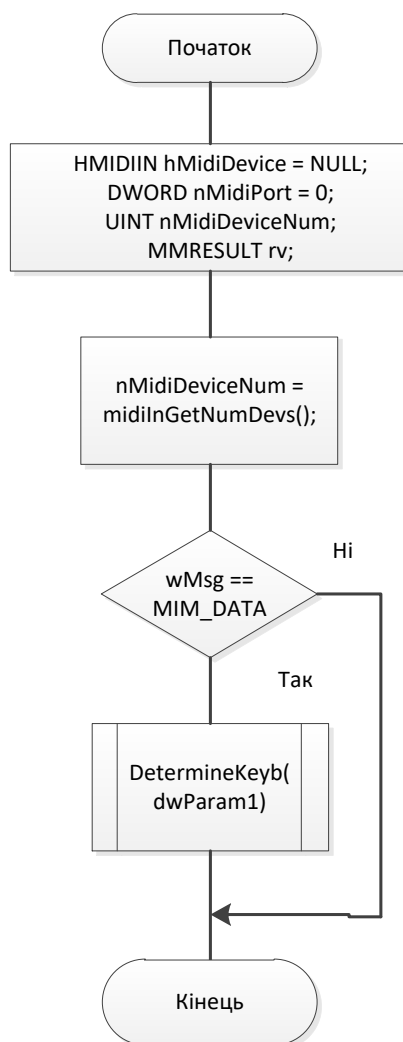 Початок
HMIDIIN hMidiDevice = NULL;
DWORD nMidiPort = 0;
UINT nMidiDeviceNum;
MMRESULT rv;
nMidiDeviceNum =
midiInGetNumDevs();
Ні
wMsg ==
MIM_DATA
Так
DetermineKeyb(
dwParam1)
Кінець